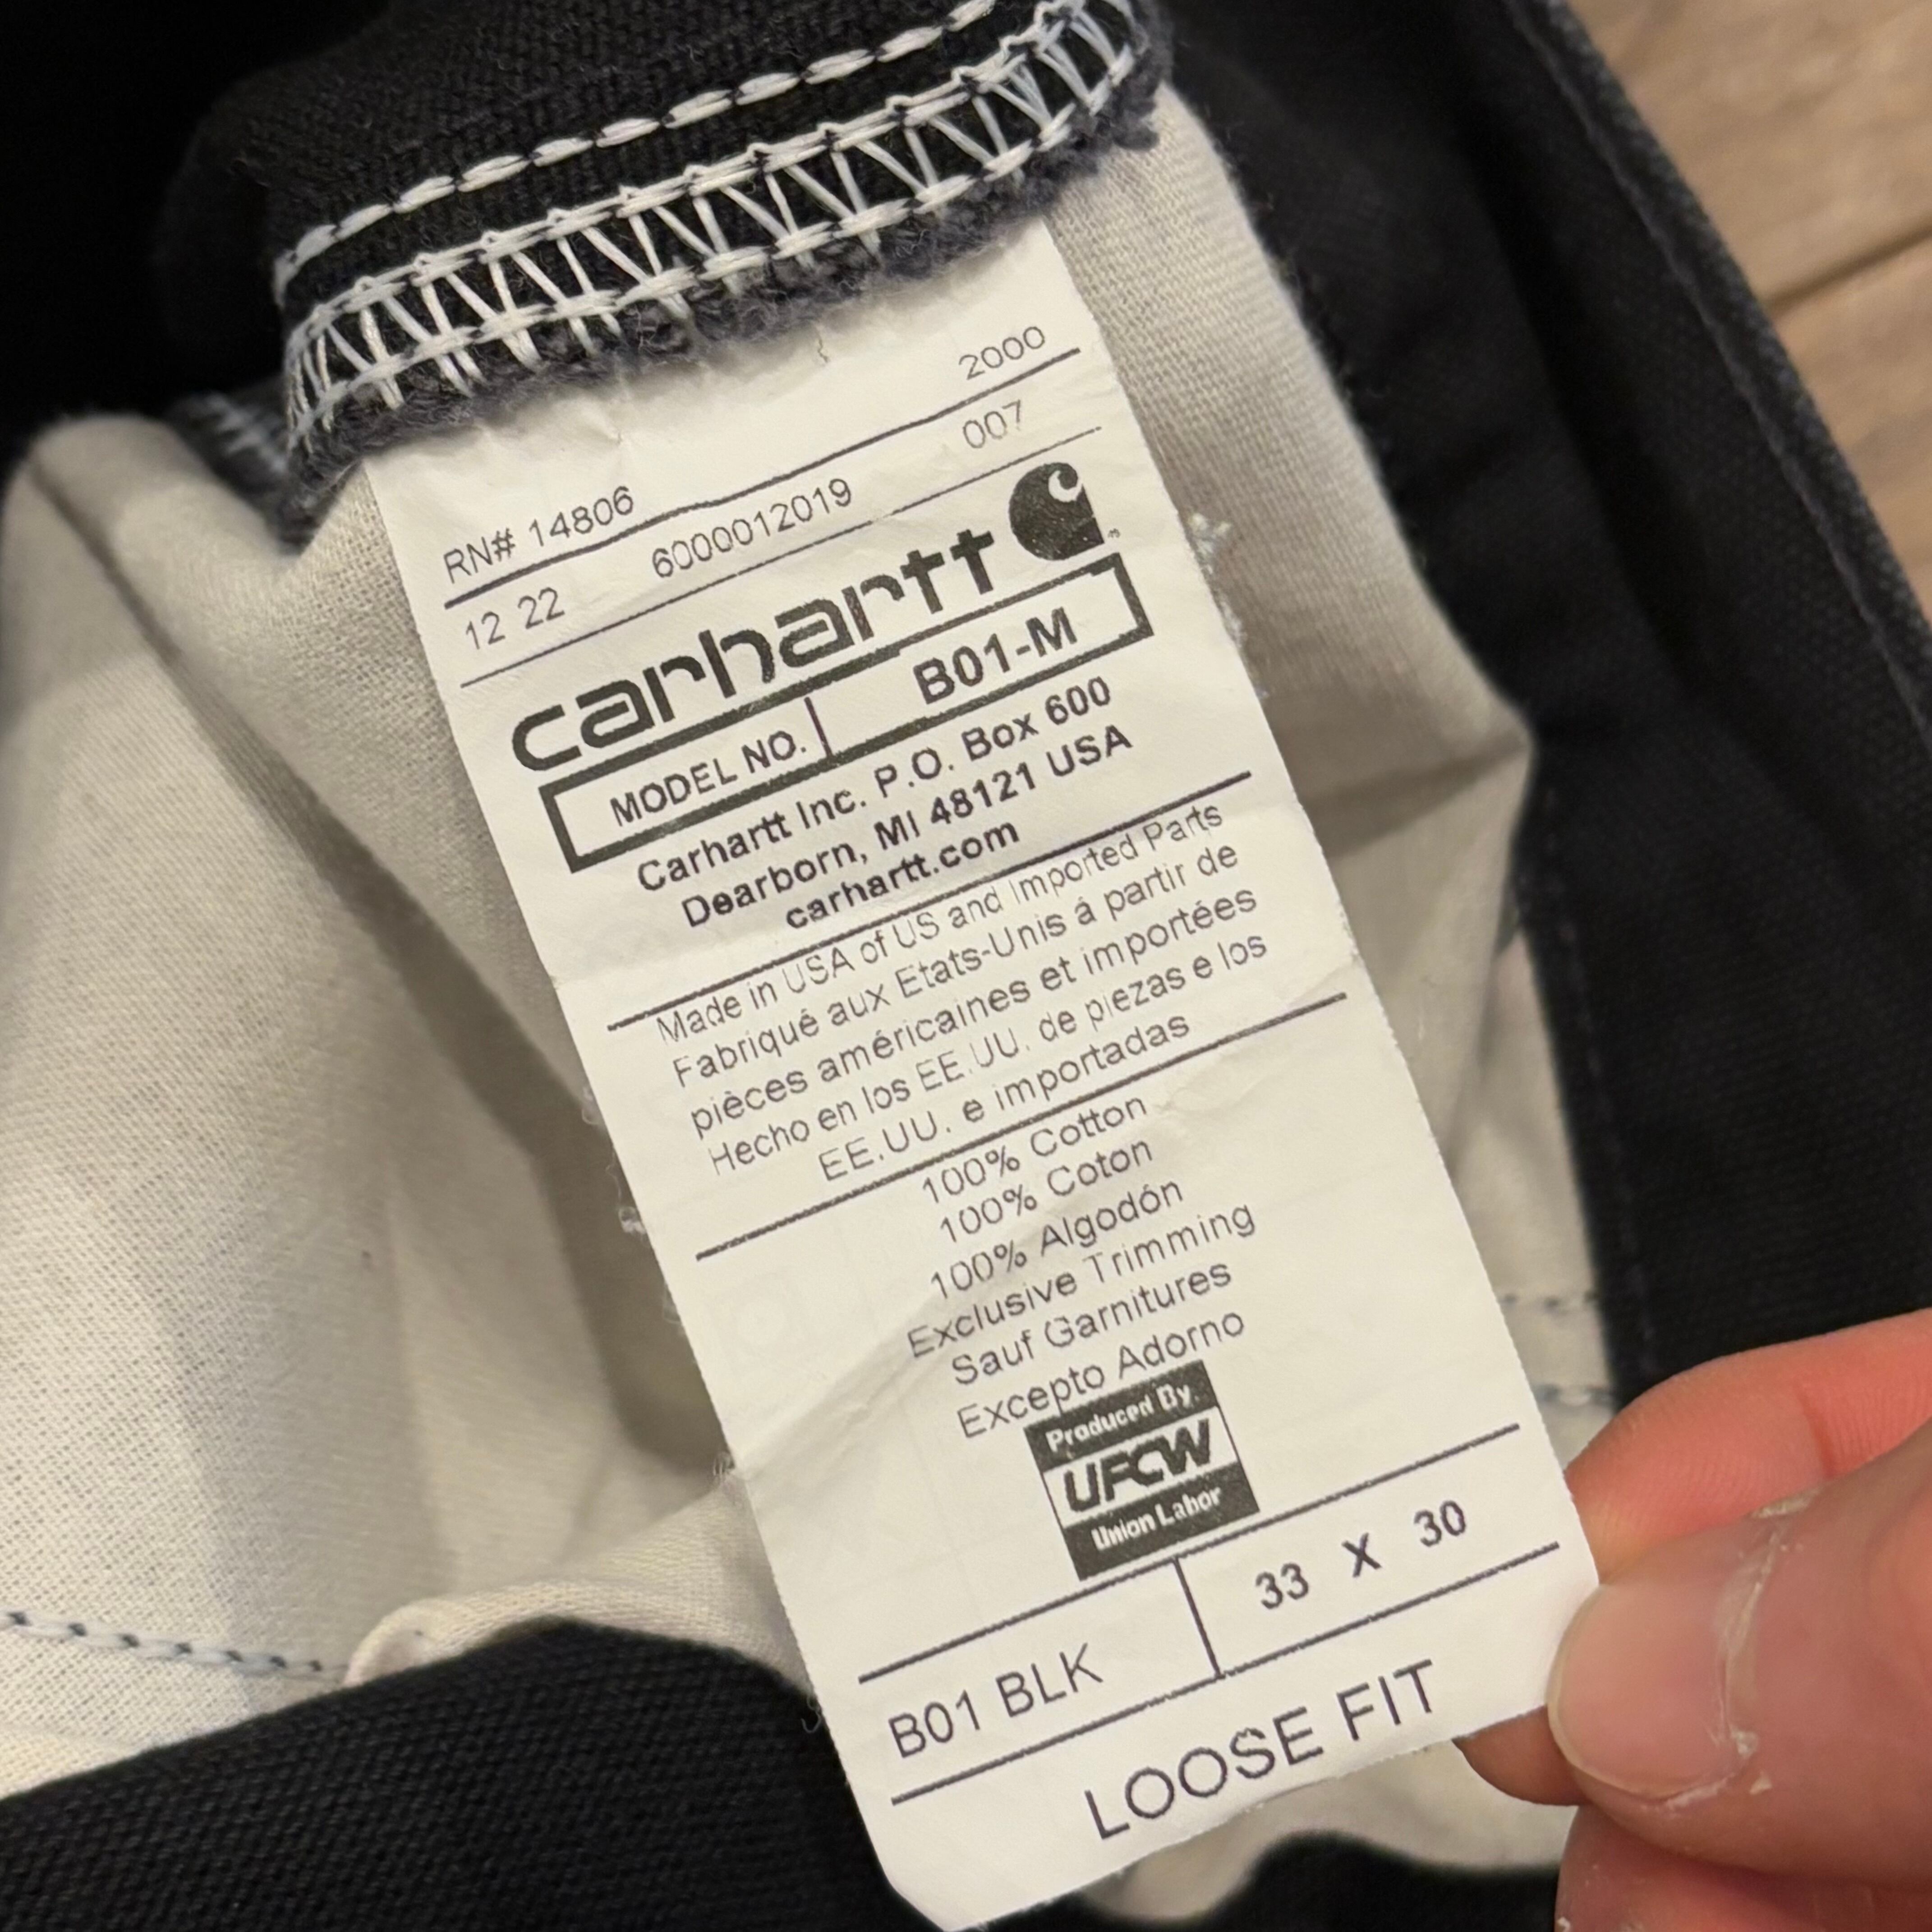 RN# 14806 2000
12 22 6000012019 007
carhartt
MODEL NO. B01-M
Carhartt Inc. P.O. Box 600
Dearborn, MI 48121 USA
carhartt.com
Made in USA of US and Imported Parts
Fabriqué aux Etats-Unis á partir de
pièces américaines et importées
Hecho en los EE.UU. de piezas e los
EE.UU. e importadas
100% Cotton
100% Coton
100% Algodón
Exclusive Trimming
Sauf Garnitures
Excepto Adorno
Produced By
UFCW
Union Labor
B01 BLK 33 X 30
LOOSE FIT